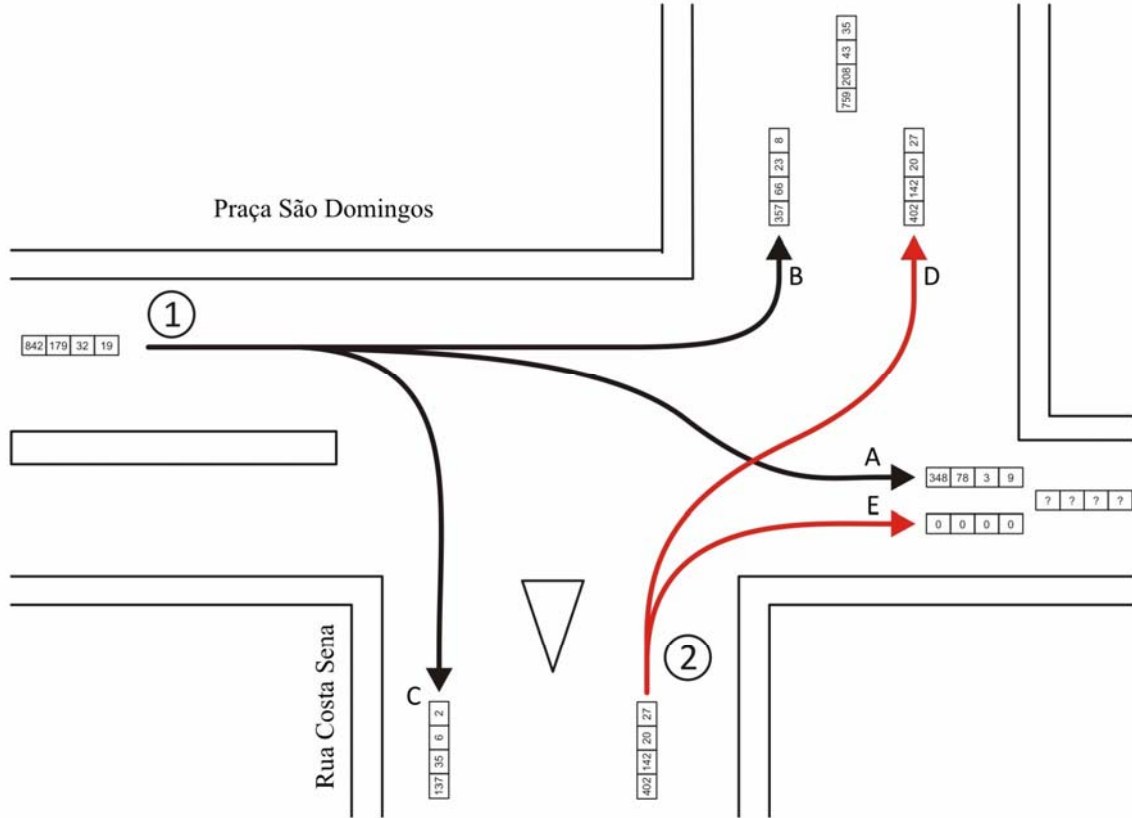 759 208 43 35
357 66 23 8
402 142 20 27
Praça São Domingos
B
D
1
842 179 32 19
A
348 78 3 9
? ? ? ?
E
0 0 0 0
2
Rua Costa Sena
C
137 35 6 2
402 142 20 27